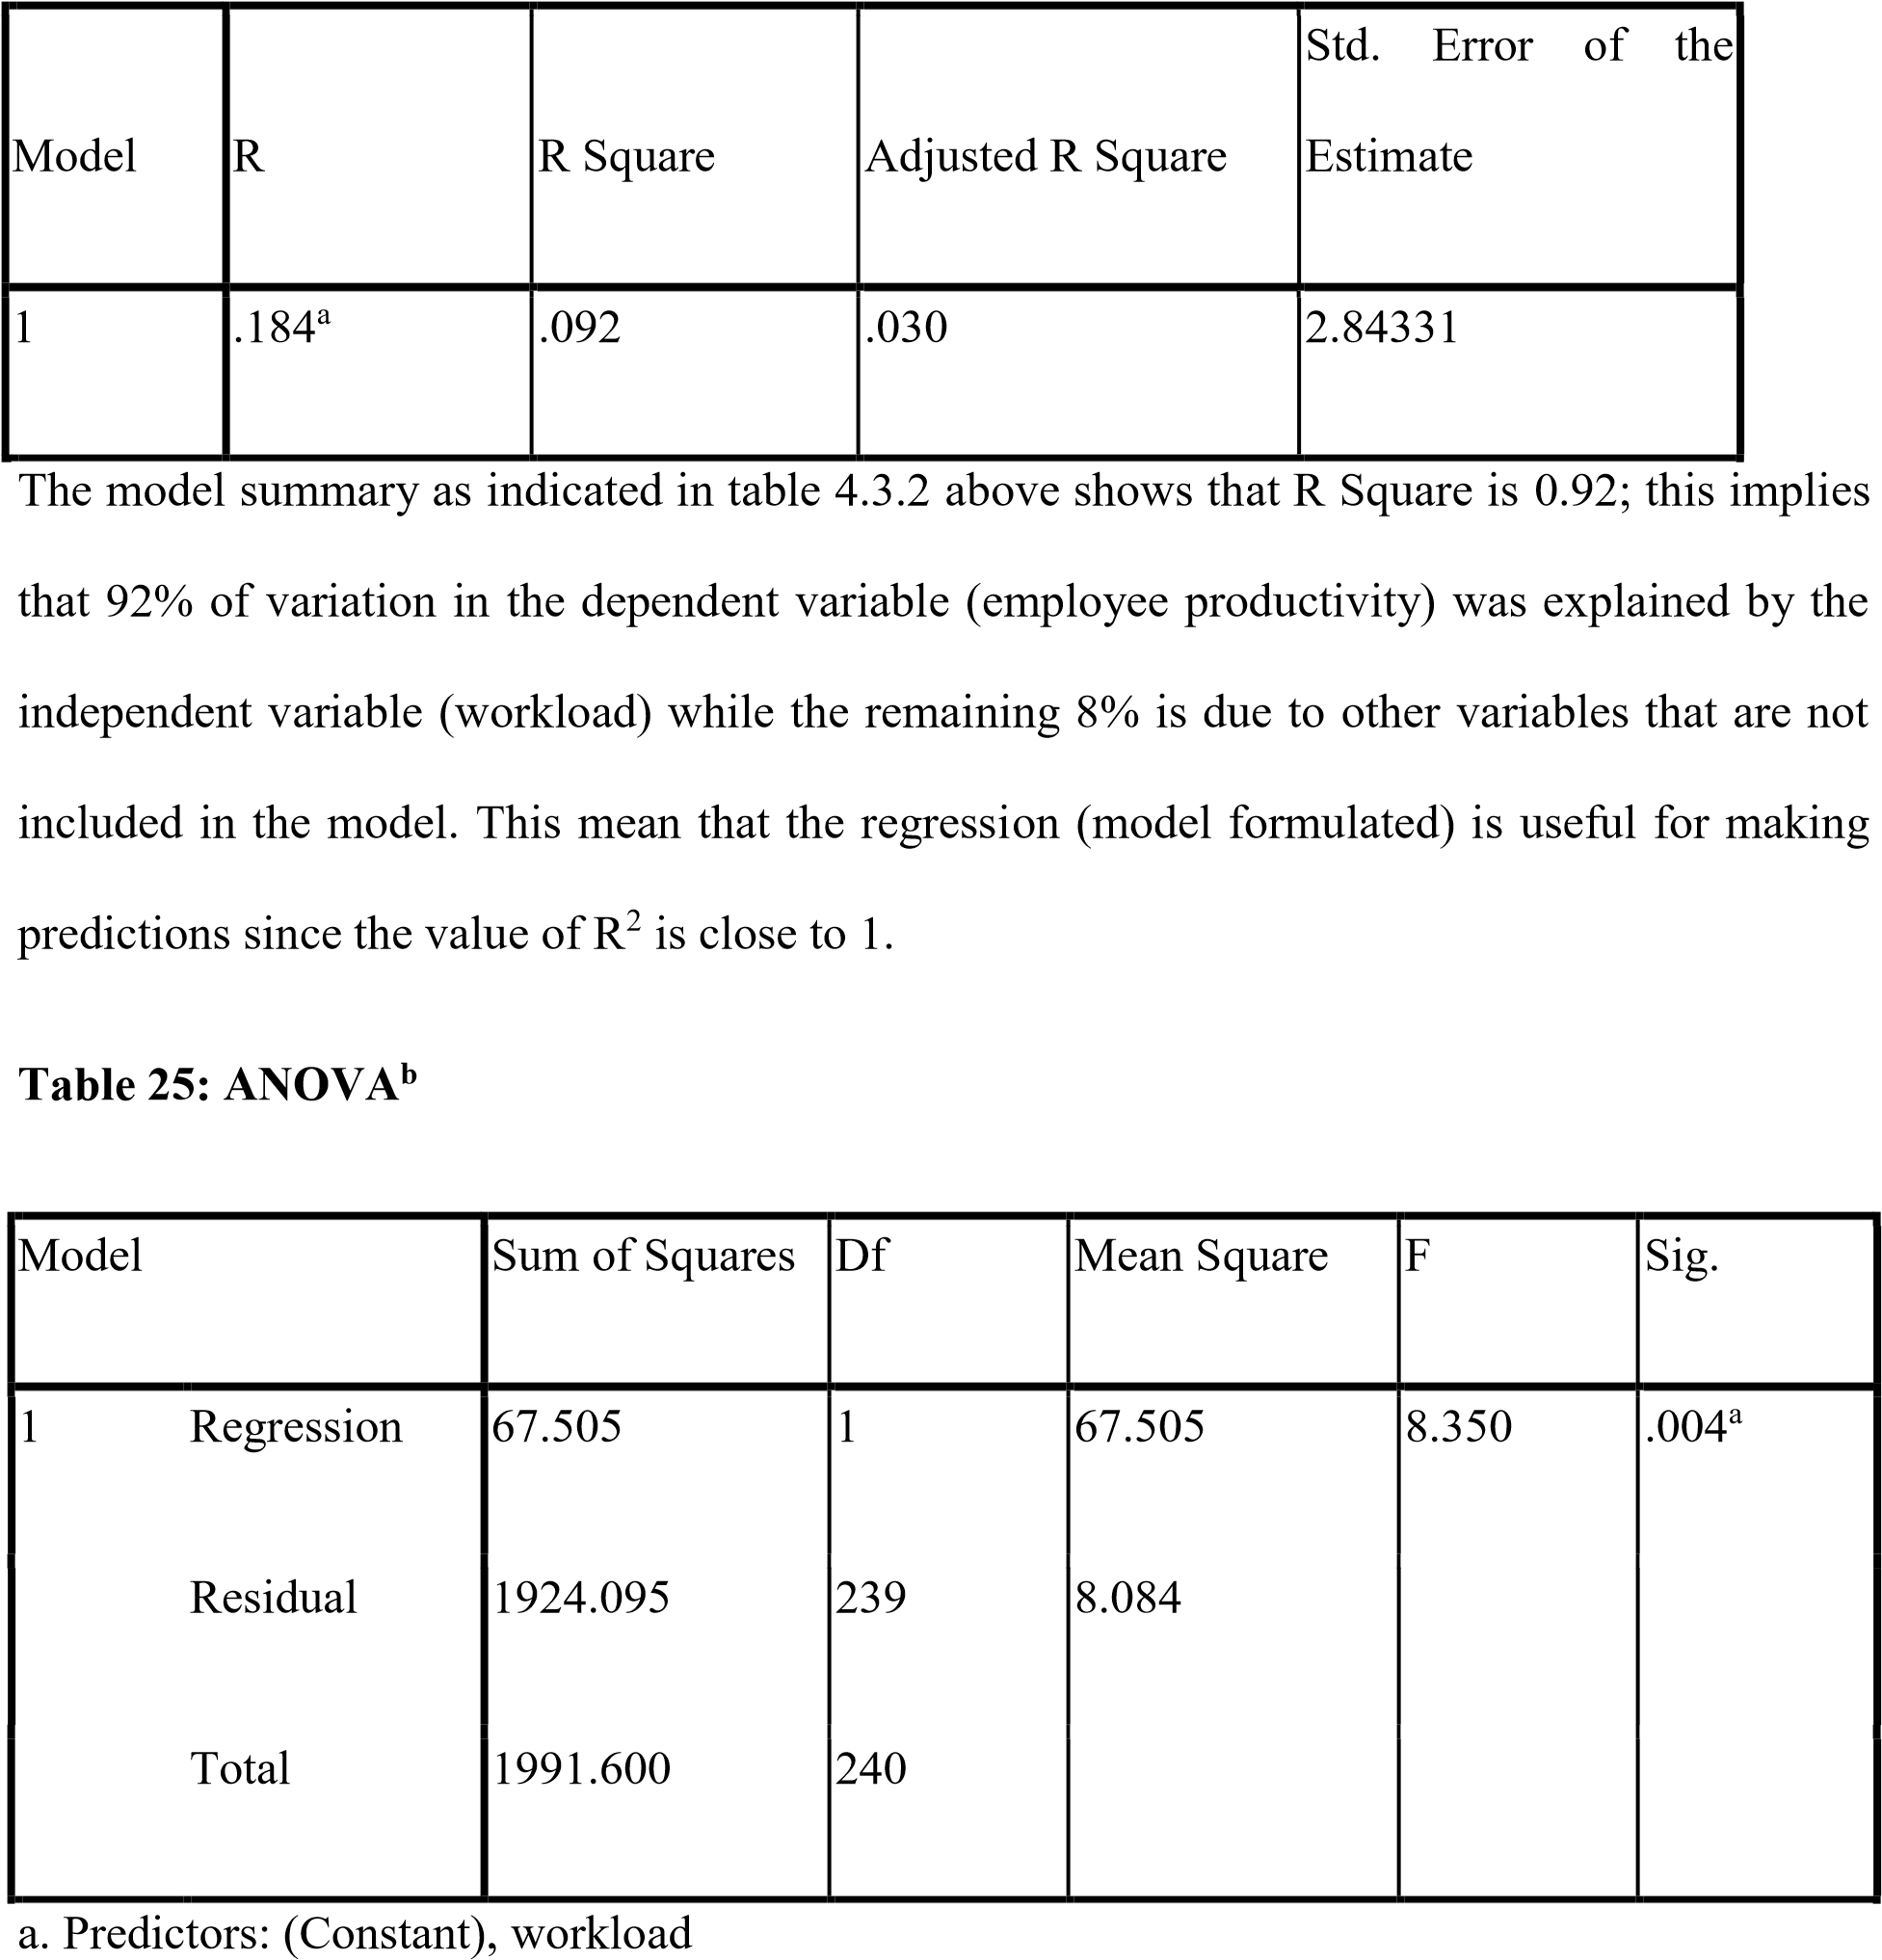 Std. Error of the
Model R R Square Adjusted R Square Estimate
1 .184a .092 .030 2.84331
The model summary as indicated in table 4.3.2 above shows that R Square is 0.92; this implies
that 92% of variation in the dependent variable (employee productivity) was explained by the
independent variable (workload) while the remaining 8% is due to other variables that are not
included in the model. This mean that the regression (model formulated) is useful for making
predictions since the value of R2 is close to 1.
Table 25: ANOVAb
Model Sum of Squares Df Mean Square F Sig.
1 Regression 67.505 1 67.505 8.350 .004a
Residual 1924.095 239 8.084
Total 1991.600 240
a. Predictors: (Constant), workload